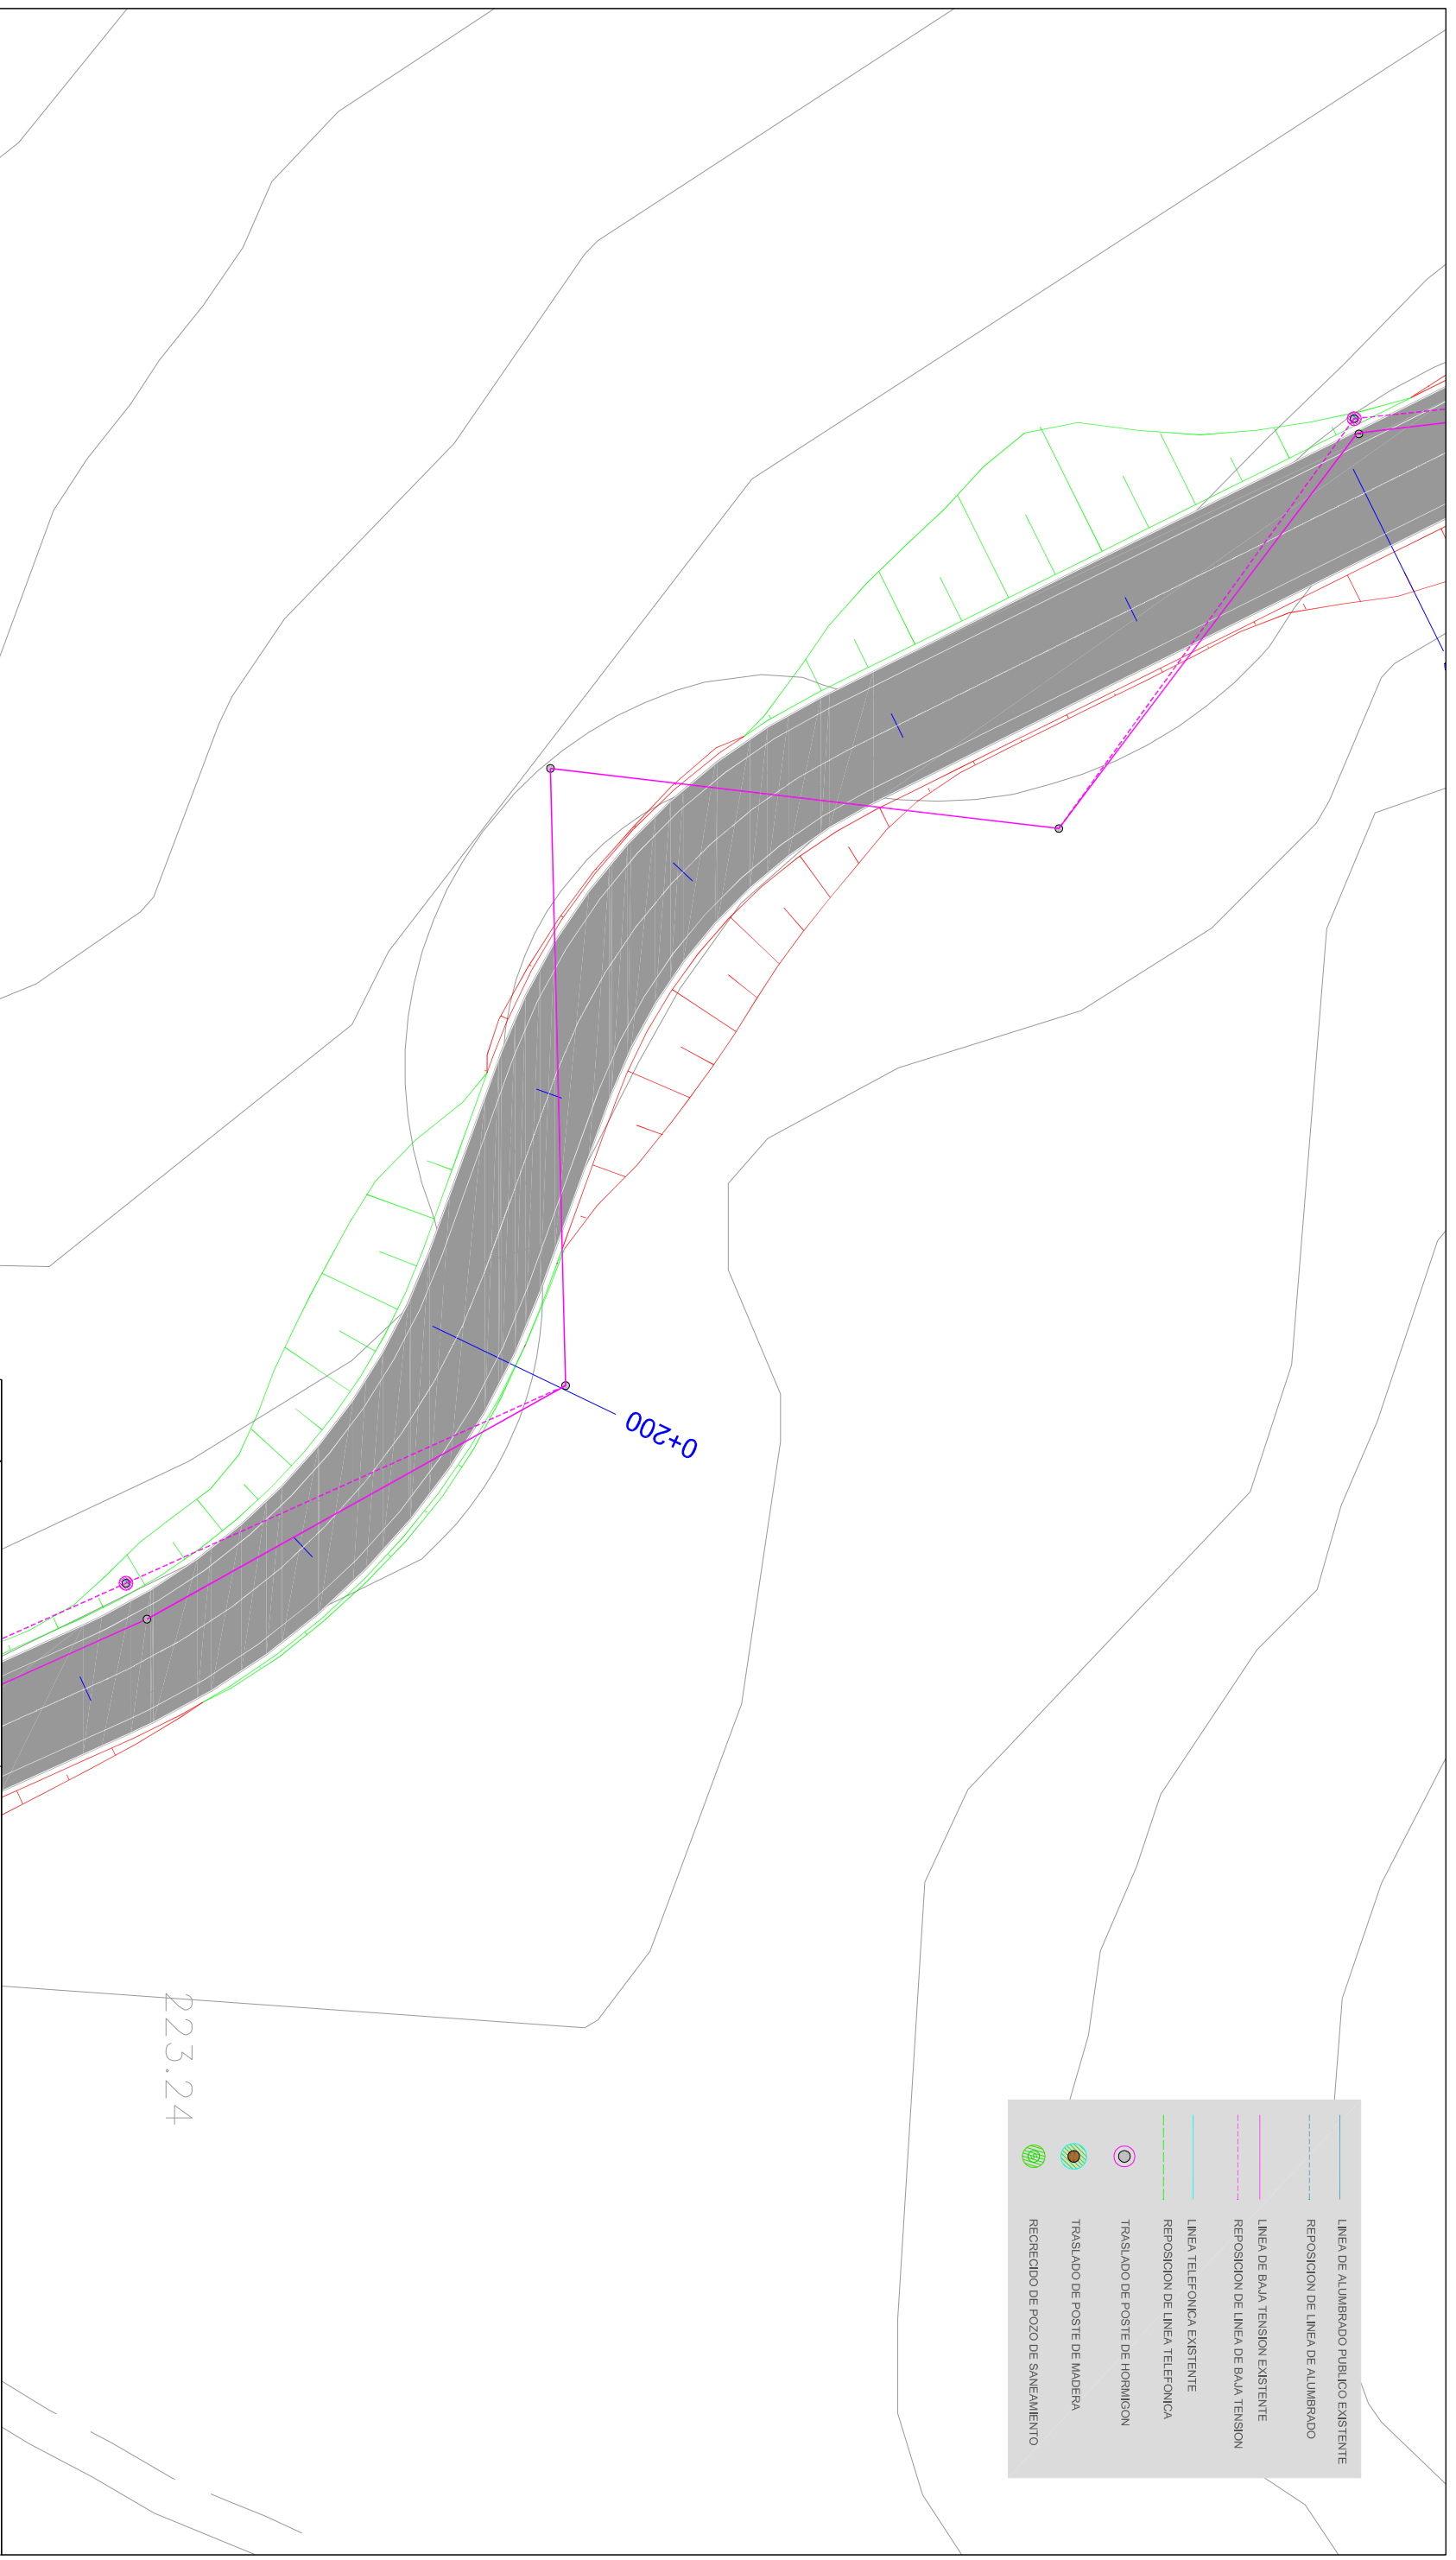 0+200
223.24
LINEA DE ALUMBRADO PUBLICO EXISTENTE
REPOSICION DE LINEA DE ALUMBRADO
LINEA DE BAJA TENSION EXISTENTE
REPOSICION DE LINEA DE BAJA TENSION
LINEA TELEFONICA EXISTENTE
REPOSICION DE LINEA TELEFONICA
TRASLADO DE POSTE DE HORMIGON
TRASLADO DE POSTE DE MADERA
RECRECIDO DE POZO DE SANEAMIENTO